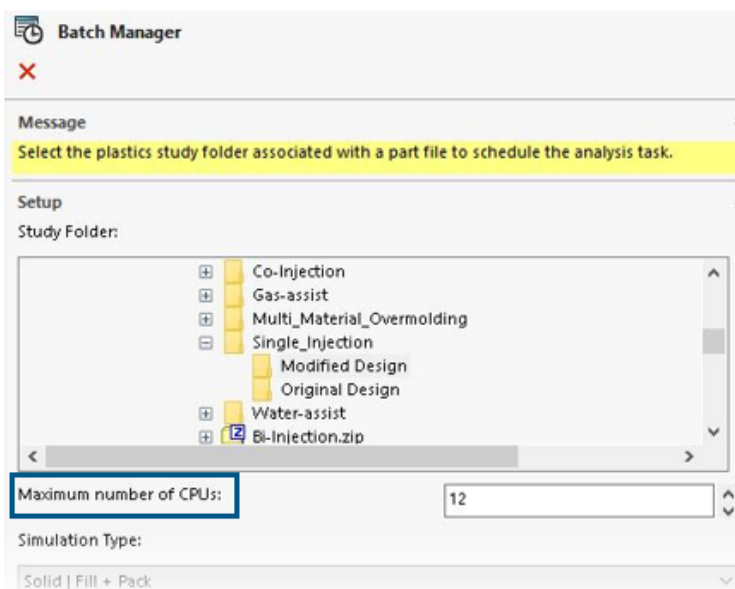 Batch Manager
Message
Select the plastics study folder associated with a part file to schedule the analysis task.
Setup
Study Folder:
Co-Injection
Gas-assist
Multi_Material_Overmolding
Single_Injection
Modified Design
Original Design
Water-assist
Z Bi-Injection.zip
Maximum number of CPUs: 12
Simulation Type:
Solid | Fill + Pack